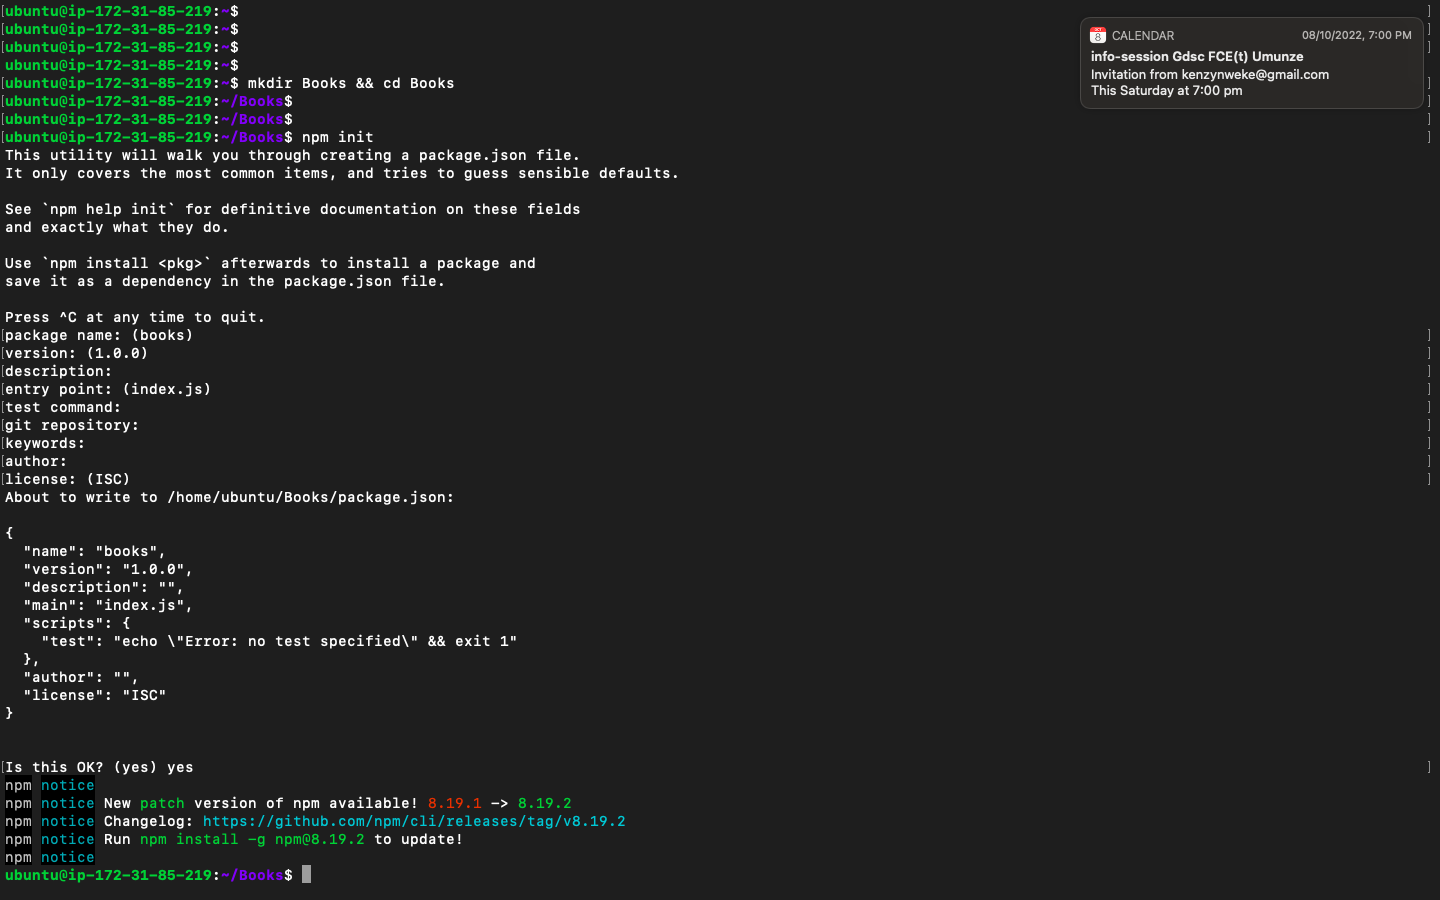 ubuntu@ip-172-31-85-219:~$
ubuntu@ip-172-31-85-219:~$
ubuntu@ip-172-31-85-219:~$
ubuntu@ip-172-31-85-219:~$
ubuntu@ip-172-31-85-219:~$ mkdir Books && cd Books
ubuntu@ip-172-31-85-219:~/Books$
ubuntu@ip-172-31-85-219:~/Books$
ubuntu@ip-172-31-85-219:~/Books$ npm init
This utility will walk you through creating a package.json file.
It only covers the most common items, and tries to guess sensible defaults.

See `npm help init` for definitive documentation on these fields
and exactly what they do.

Use `npm install <pkg>` afterwards to install a package and
save it as a dependency in the package.json file.

Press ^C at any time to quit.
package name: (books)
version: (1.0.0)
description:
entry point: (index.js)
test command:
git repository:
keywords:
author:
license: (ISC)
About to write to /home/ubuntu/Books/package.json:

{
  "name": "books",
  "version": "1.0.0",
  "description": "",
  "main": "index.js",
  "scripts": {
    "test": "echo \"Error: no test specified\" && exit 1"
  },
  "author": "",
  "license": "ISC"
}

Is this OK? (yes) yes
npm notice
npm notice New patch version of npm available! 8.19.1 -> 8.19.2
npm notice Changelog: https://github.com/npm/cli/releases/tag/v8.19.2
npm notice Run npm install -g npm@8.19.2 to update!
npm notice
ubuntu@ip-172-31-85-219:~/Books$
8
CALENDAR 08/10/2022, 7:00 PM
info-session Gdsc FCE(t) Umunze
Invitation from kenzynweke@gmail.com
This Saturday at 7:00 pm